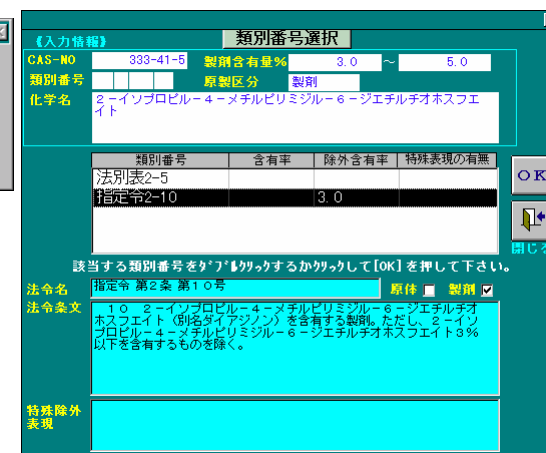 類別番号選択
《入力情報》
CAS-NO 333-41-5 製剤含有量% 3.0 ～ 5.0
類別番号 原製区分 製剤
化学名 2－イソプロピル－4－メチルピリミジル－6－ジエチルチオホスフエ
イト
類別番号 含有率 除外含有率 特殊表現の有無
法別表2-5
指定令2-10 3.0
OK
閉じる
該当する類別番号をﾀﾞﾌﾞﾙｸﾘｯｸするかｸﾘｯｸして[OK]を押して下さい。
法令名 指定令 第2条 第10号 原体 製剤
法令条文 10 2－イソプロピル－4－メチルピリミジル－6－ジエチルチオ
ホスフエイト（別名ダイアジノン）を含有する製剤。ただし、2－イソ
プロピル－4－メチルピリミジル－6－ジエチルチオホスフエイト3％
以下を含有するものを除く。
特殊除外
表現